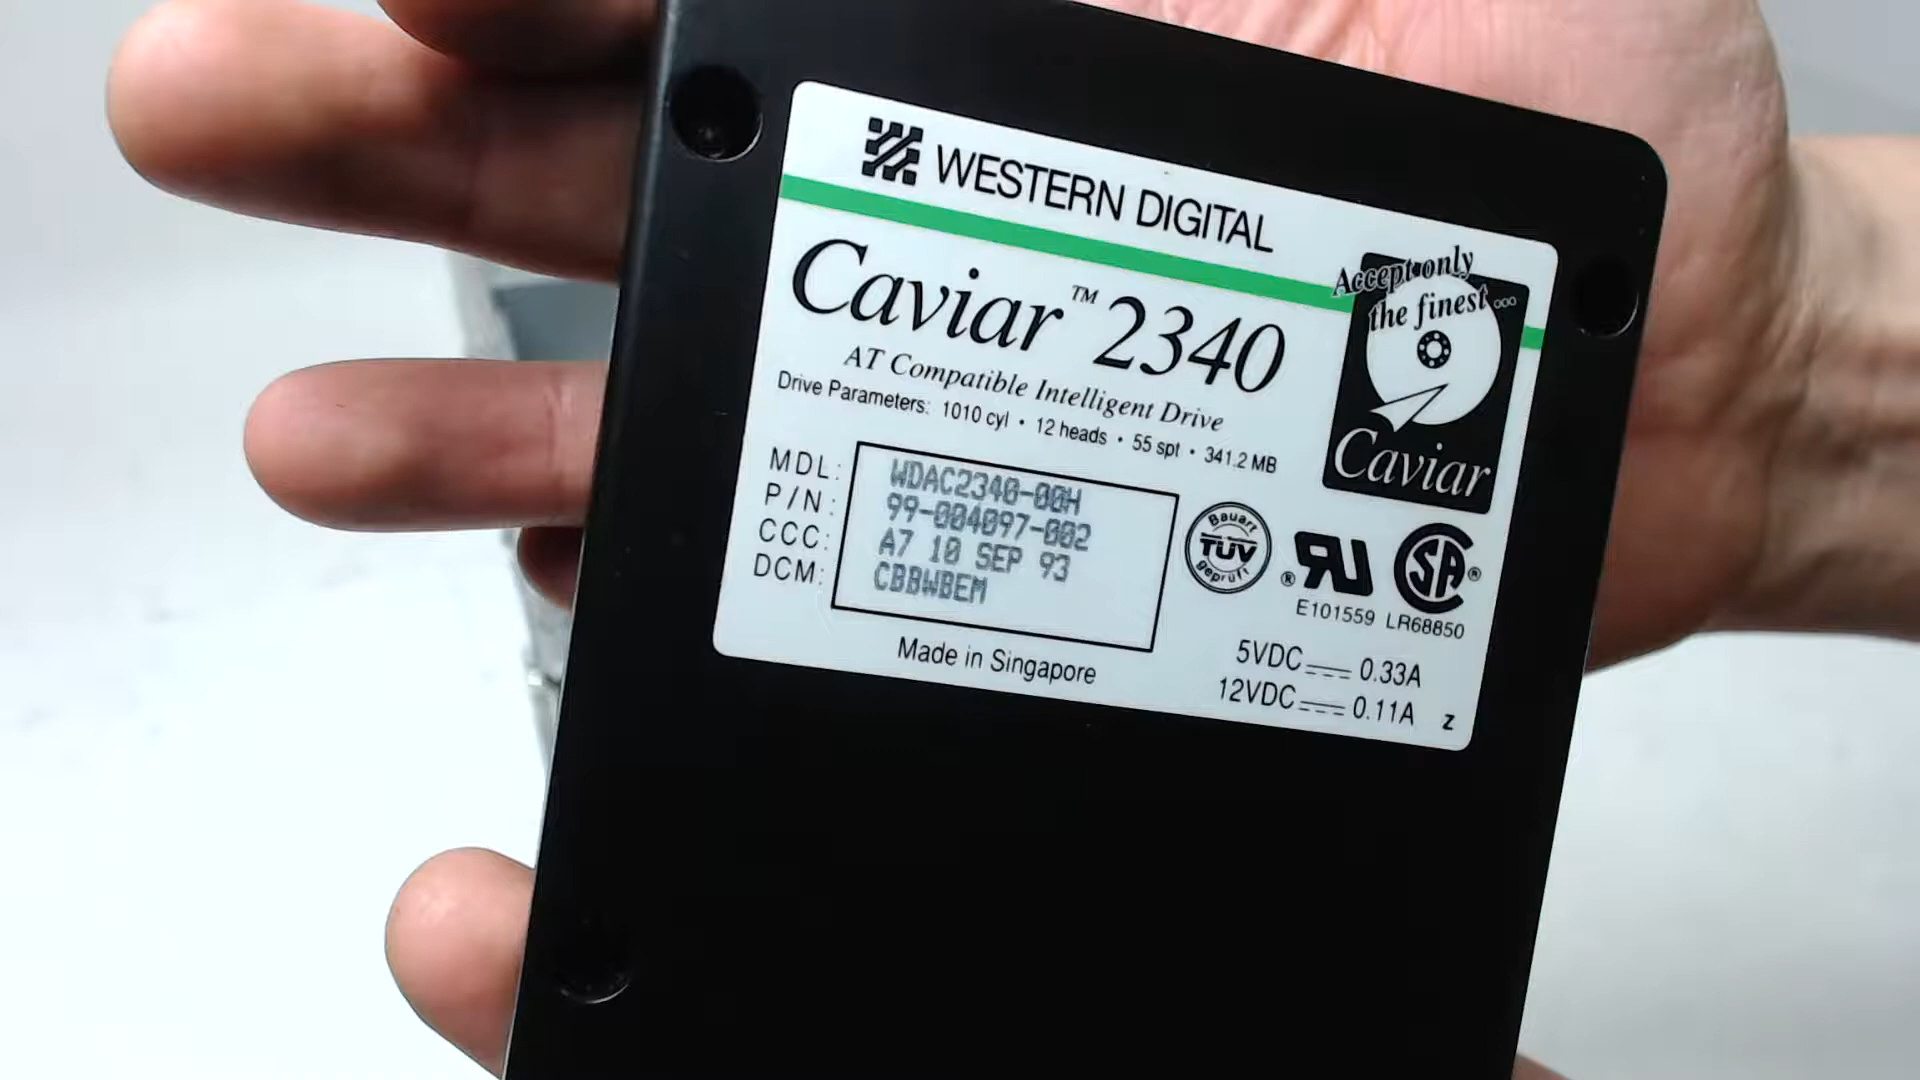 WESTERN DIGITAL
Caviar™ 2340
AT Compatible Intelligent Drive
Drive Parameters: 1010 cyl • 12 heads • 55 spt • 341.2 MB
Accept only
the finest ...
Caviar
MDL: WDAC2340-00H
P/N: 99-004097-002
CCC: A7 10 SEP 93
DCM: CBBWBEM
Made in Singapore
Bauart
TÜV
geprüft
® RU
SA ®
E101559 LR68850
5VDC 0.33A
12VDC 0.11A
Z